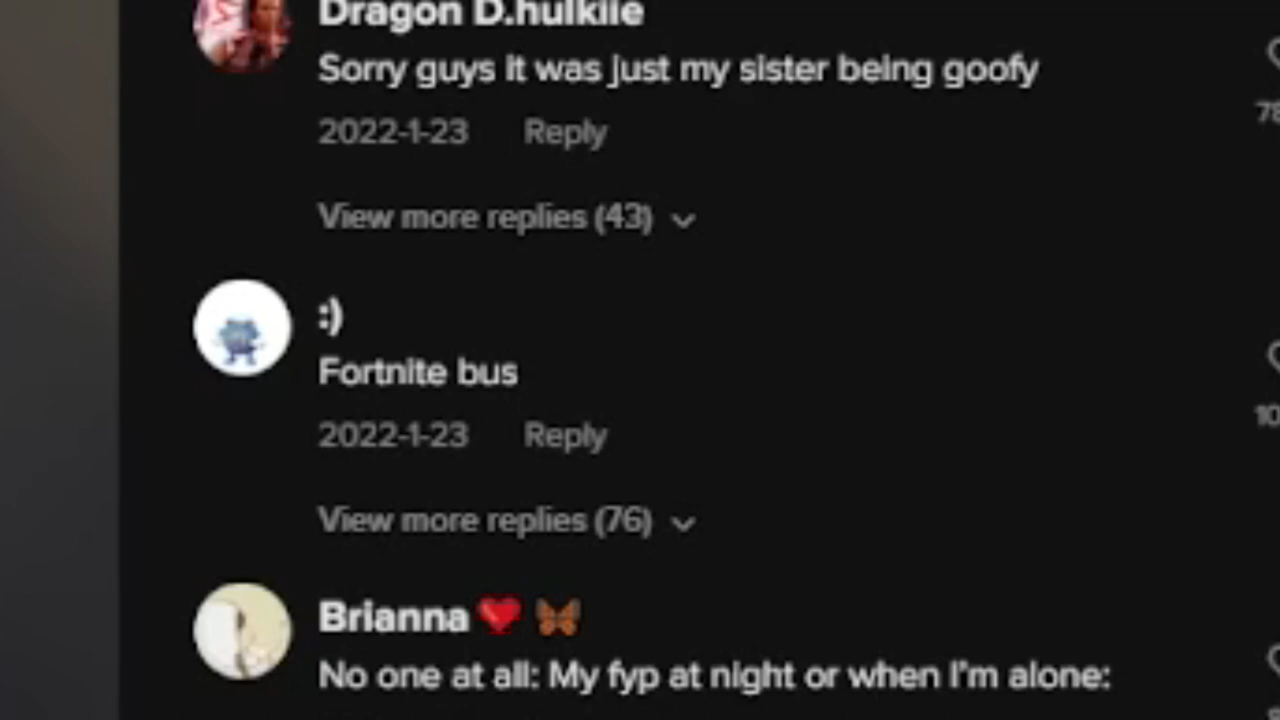 Dragon D.hulkiie
Sorry guys it was just my sister being goofy
2022-1-23 Reply
View more replies (43)
:)
Fortnite bus
2022-1-23 Reply
View more replies (76)
Brianna❤️ 🦋
No one at all: My fyp at night or when I'm alone: